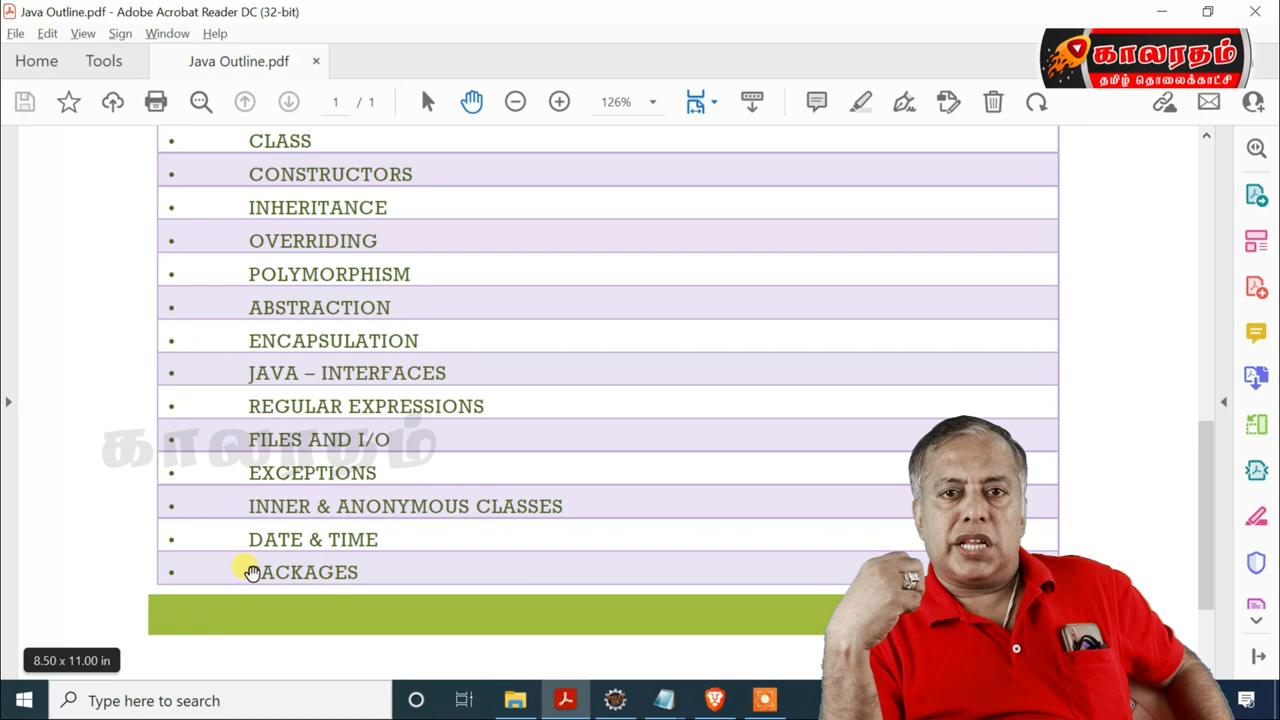 Java Outline.pdf - Adobe Acrobat Reader DC (32-bit)
File Edit View Sign Window Help
Home Tools Java Outline.pdf ×
காலரதம்
தமிழ் தொலைக்காட்சி
1 / 1 126%
• CLASS
• CONSTRUCTORS
• INHERITANCE
• OVERRIDING
• POLYMORPHISM
• ABSTRACTION
• ENCAPSULATION
• JAVA – INTERFACES
• REGULAR EXPRESSIONS
காலரதம்
• FILES AND I/O
• EXCEPTIONS
• INNER & ANONYMOUS CLASSES
• DATE & TIME
• PACKAGES
8.50 x 11.00 in
Type here to search